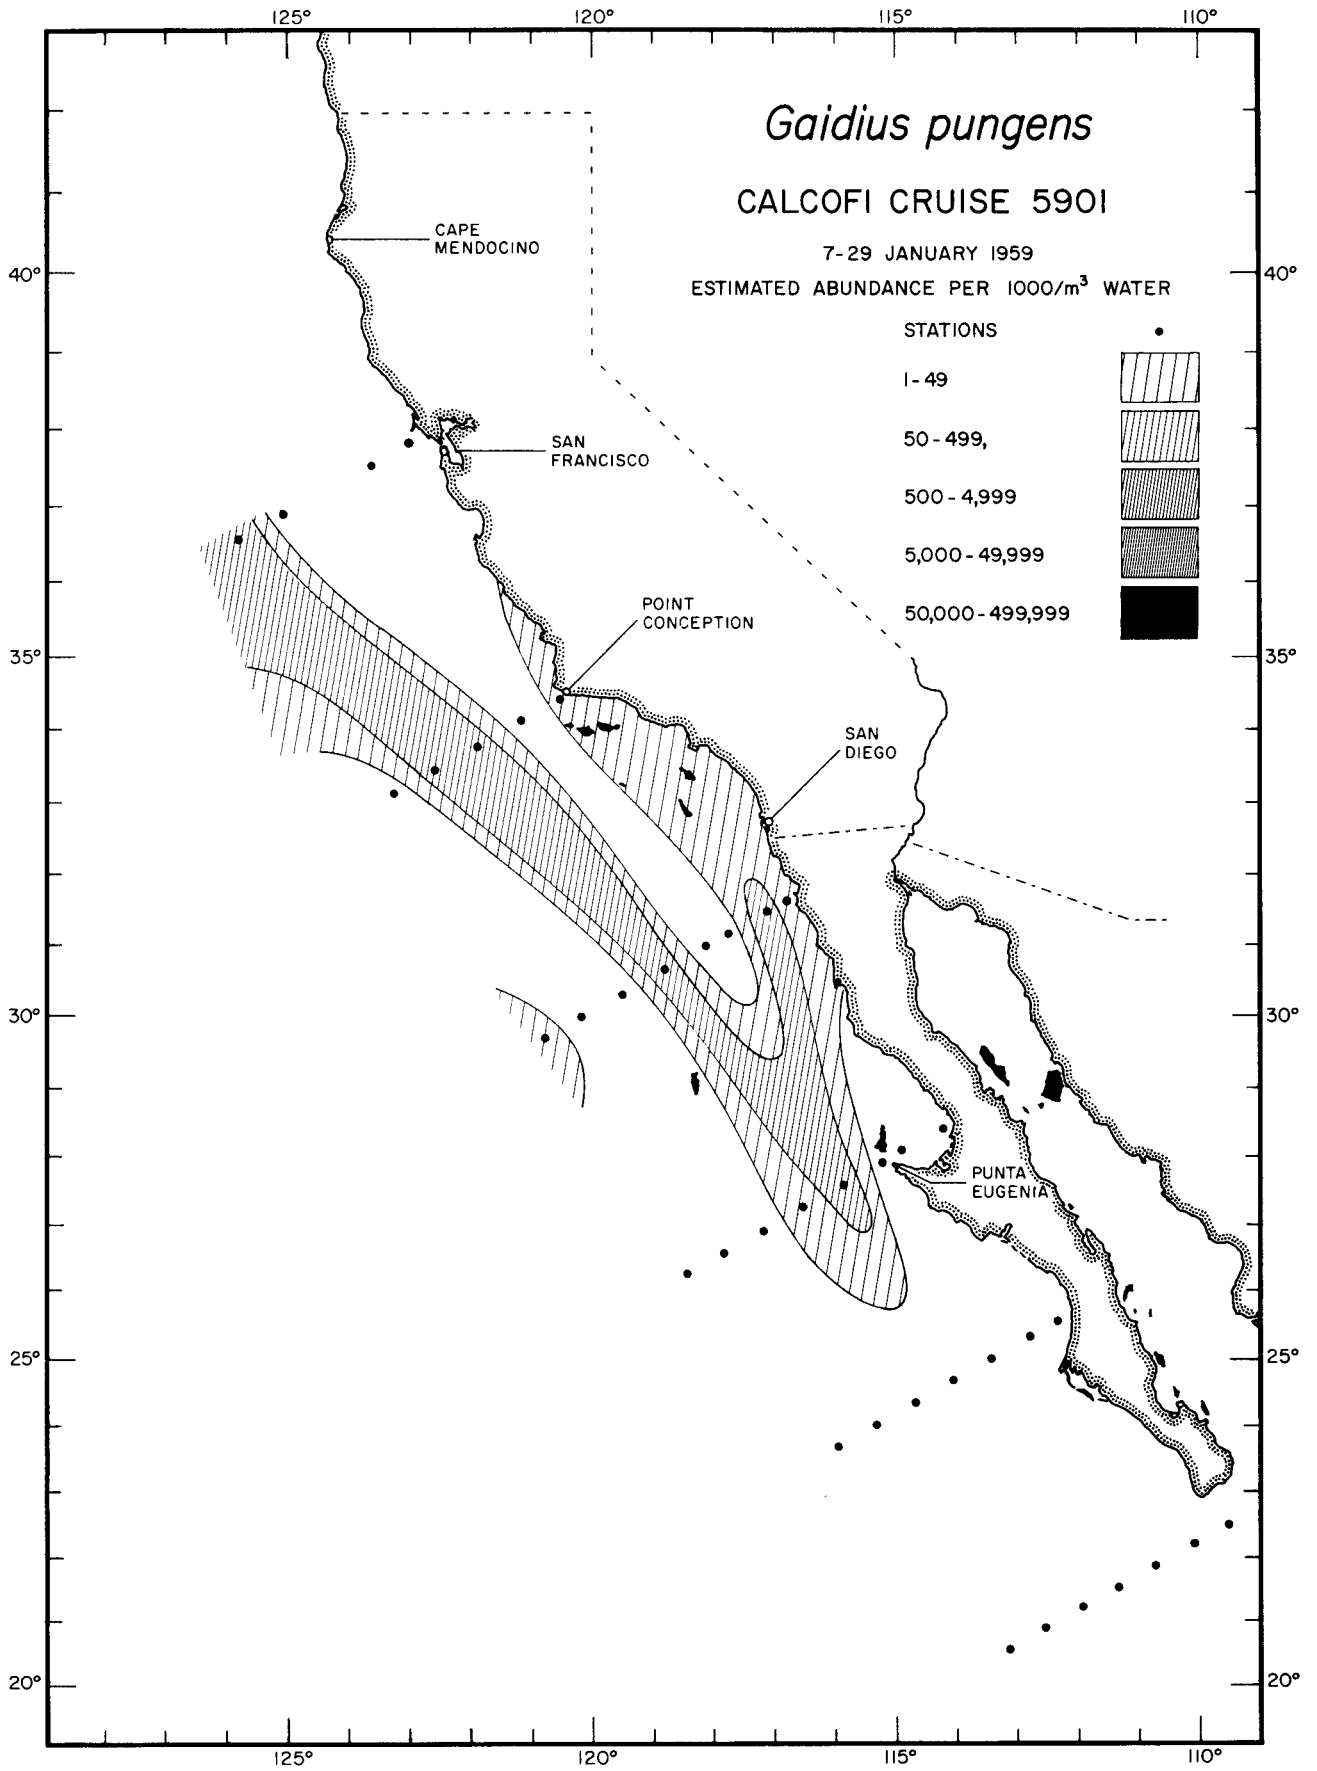 125° 120° 115° 110°
Gaidius pungens
CALCOFI CRUISE 5901
7-29 JANUARY 1959
ESTIMATED ABUNDANCE PER 1000/m³ WATER
STATIONS
1-49
50-499,
500-4,999
5,000-49,999
50,000-499,999
CAPE
MENDOCINO
40° 40°
SAN
FRANCISCO
POINT
CONCEPTION
35° 35°
SAN
DIEGO
30° 30°
PUNTA
EUGENIA
25° 25°
20° 20°
125° 120° 115° 110°